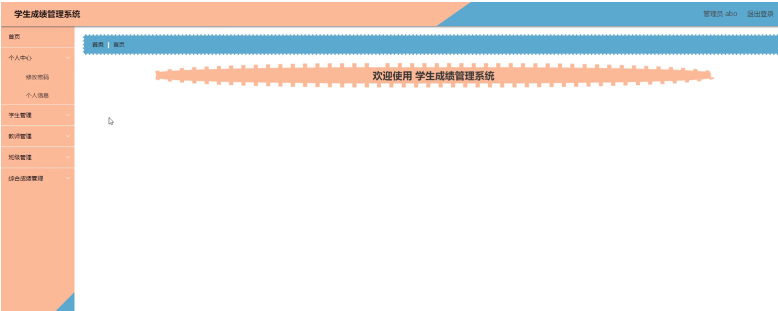 学生成绩管理系统
管理员 abo 退出登录
首页
个人中心
修改密码
个人信息
学生管理
教师管理
班级管理
综合成绩管理
首页 | 首页
欢迎使用 学生成绩管理系统